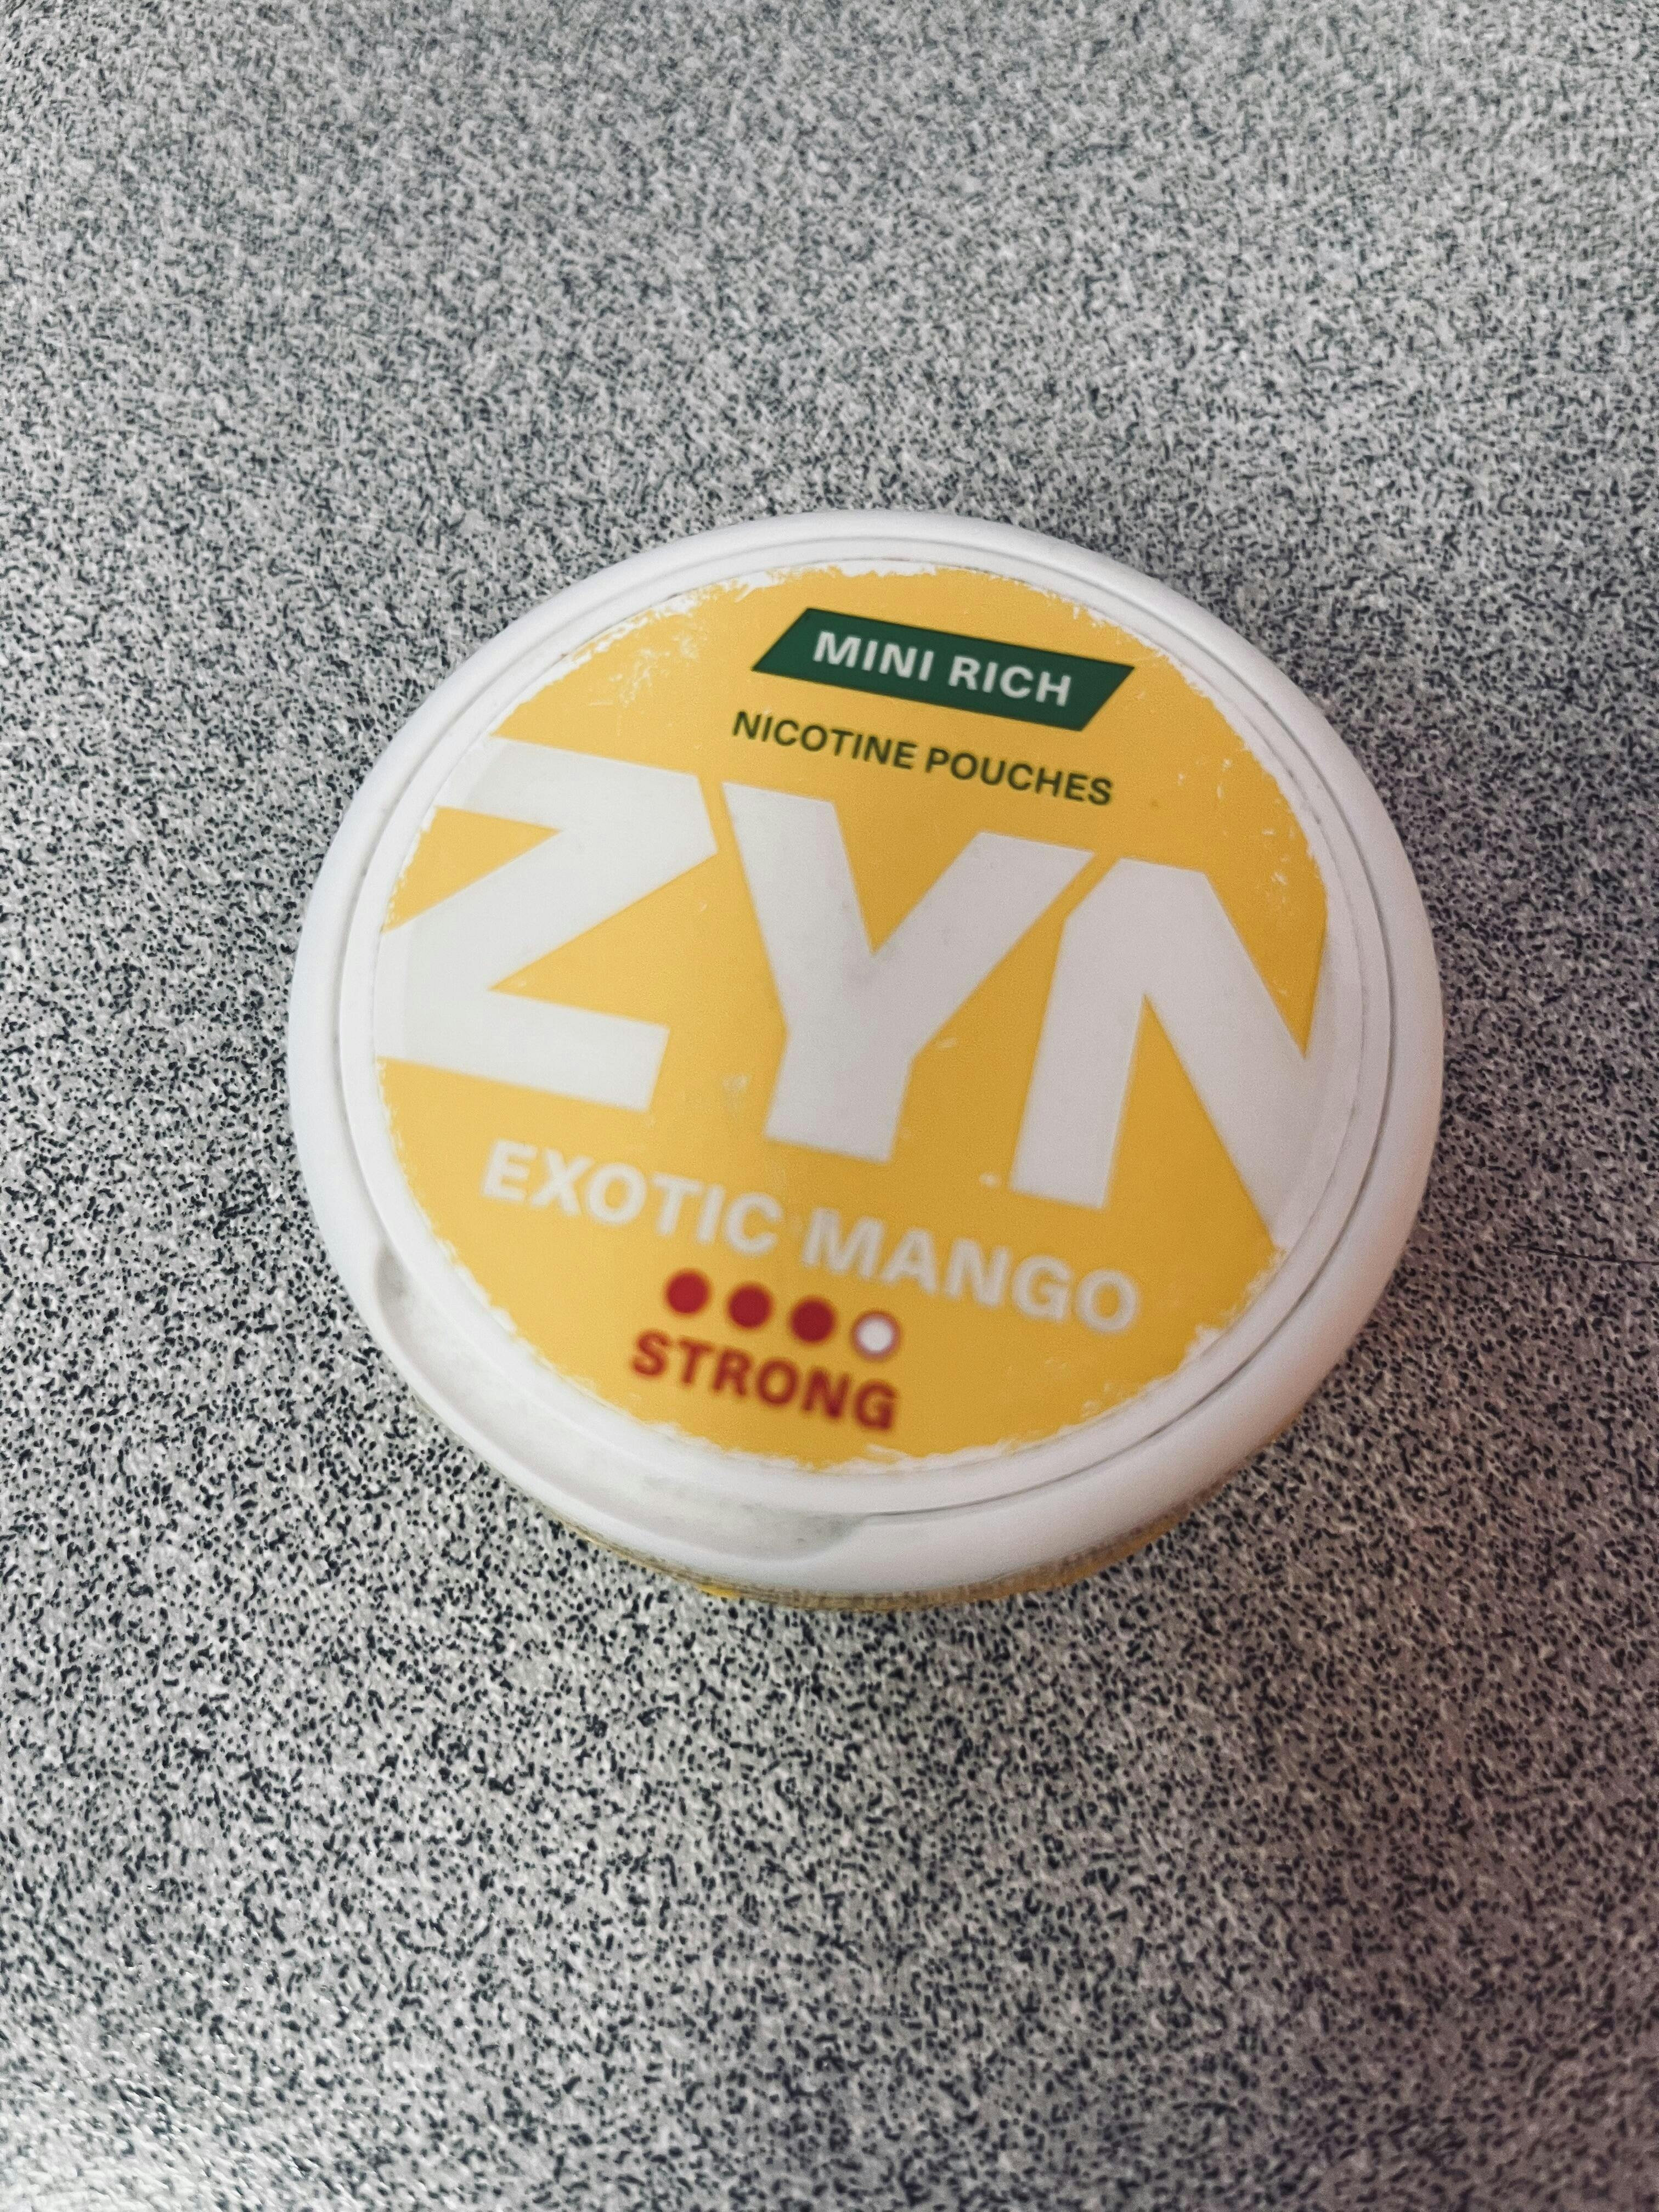 MINI RICH
NICOTINE POUCHES
ZYN
EXOTIC MANGO
STRONG